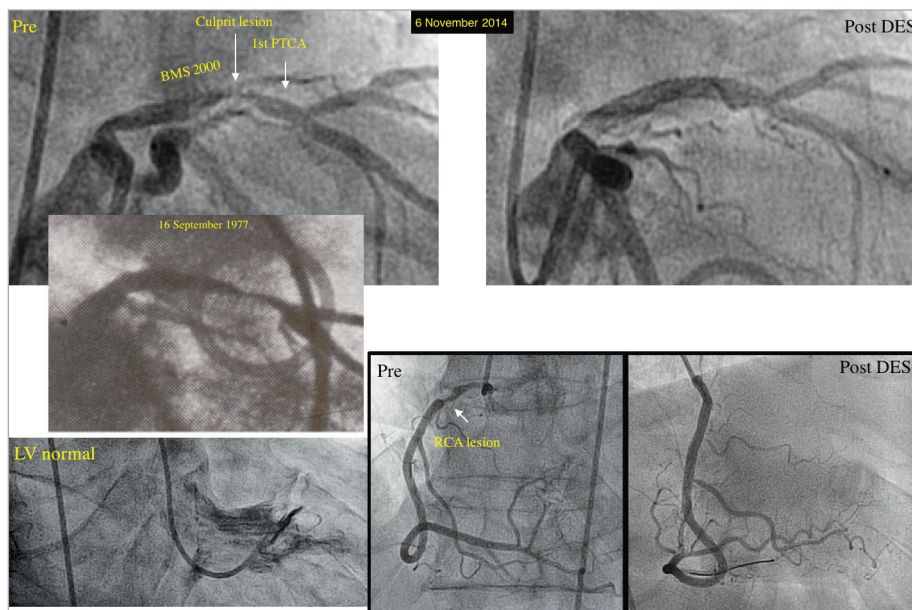 Pre
Culprit lesion
1st PTCA
BMS 2000
6 November 2014
Post DES
16 September 1977
LV normal
Pre
RCA lesion
Post DES